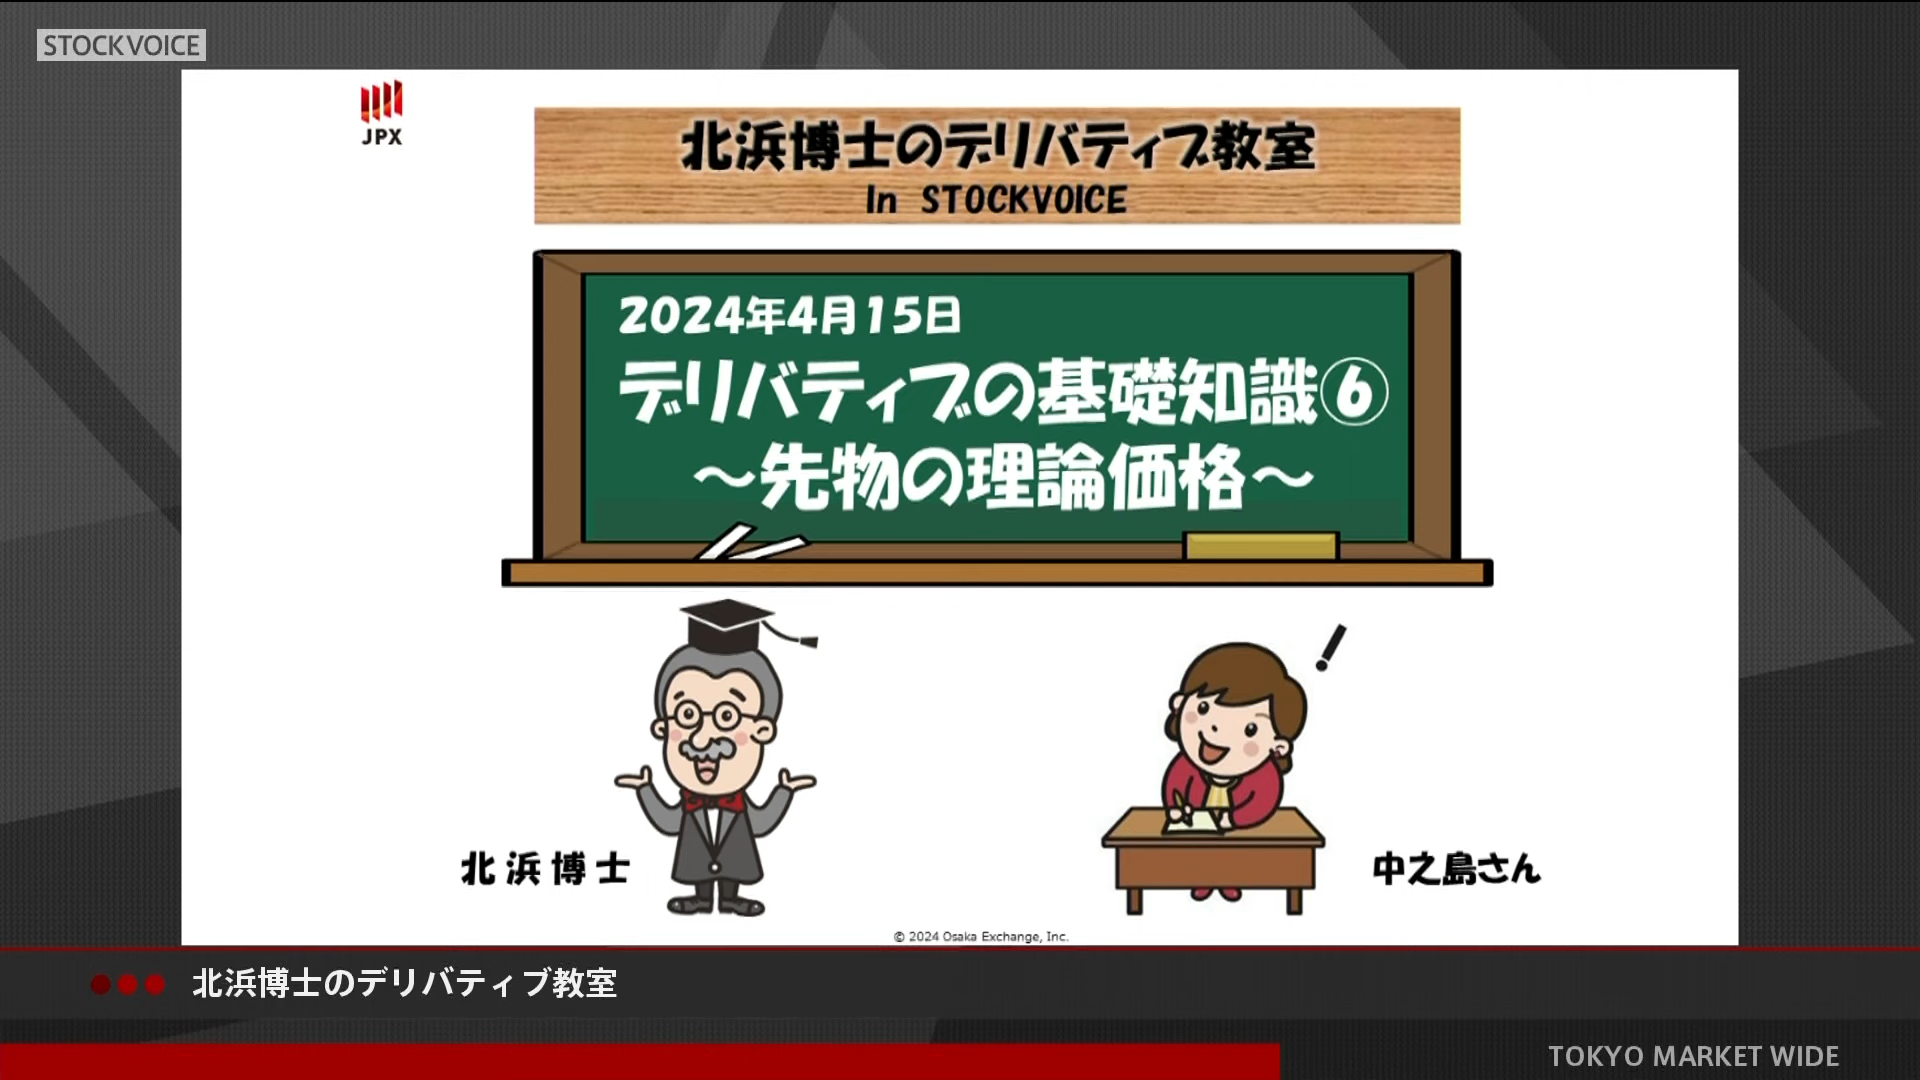 STOCKVOICE
JPX
北浜博士のデリバティブ教室
In STOCKVOICE
2024年4月15日
デリバティブの基礎知識⑥
～先物の理論価格～
!
北浜博士
中之島さん
© 2024 Osaka Exchange, Inc.
北浜博士のデリバティブ教室
TOKYO MARKET WIDE